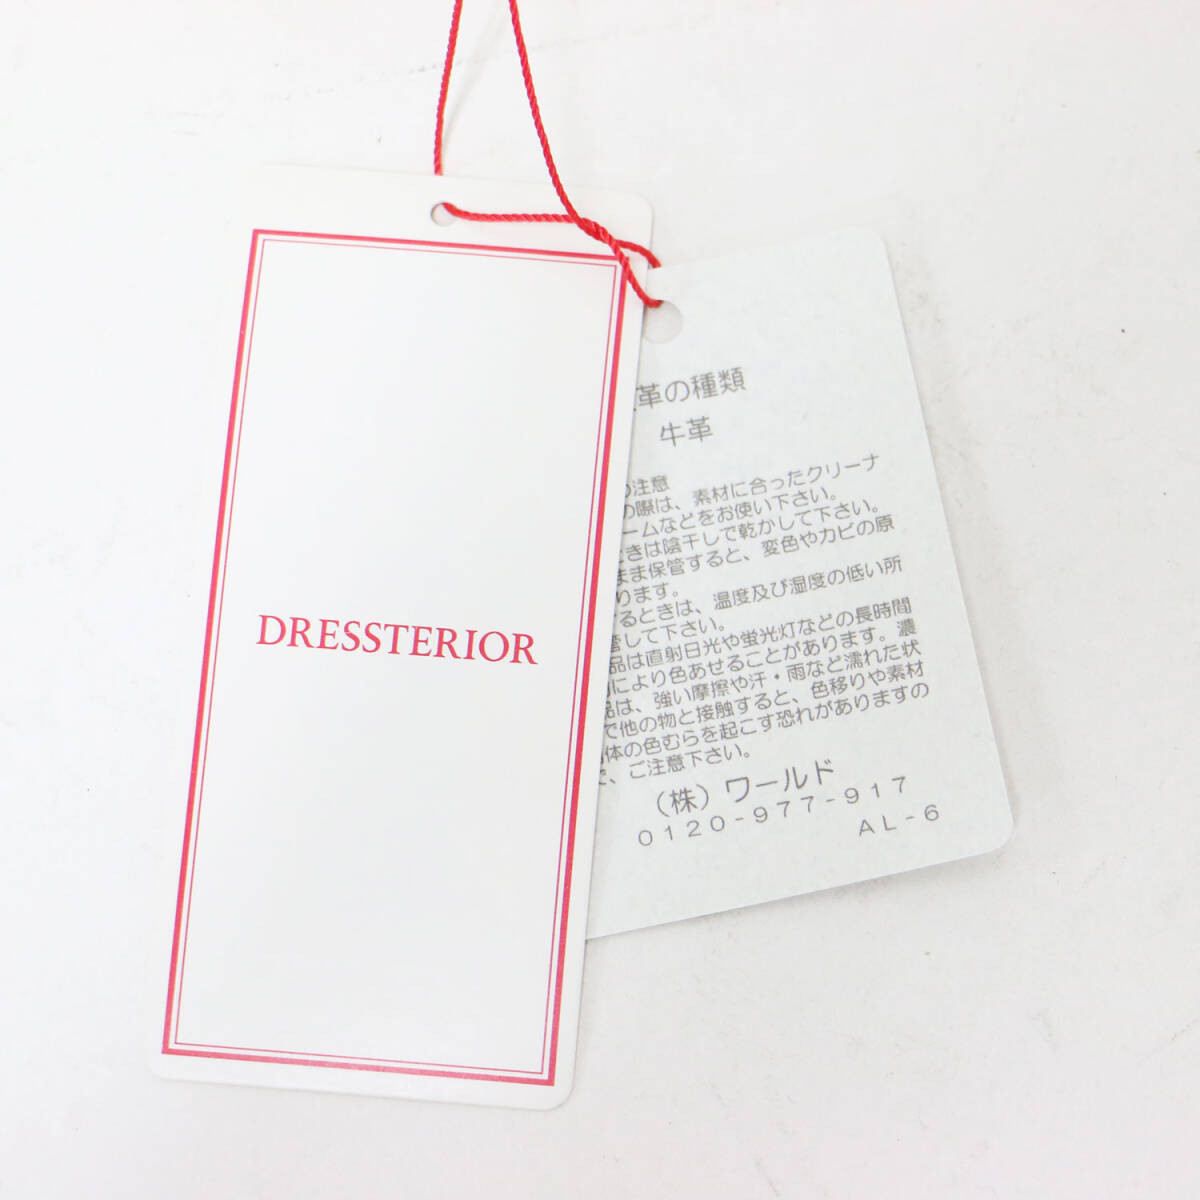 DRESSTERIOR
革の種類
牛革
の注意
の際は、素材に合ったクリーナ
ームなどをお使い下さい。
ときは陰干しで乾かして下さい。
まま保管すると、変色やカビの原
ります。
るときは、温度及び湿度の低い所
管して下さい。
品は直射日光や蛍光灯などの長時間
により色あせることがあります。濃
品は、強い摩擦や汗・雨など濡れた状
で他の物と接触すると、色移りや素材
体の色むらを起こす恐れがありますの
で、ご注意下さい。
（株）ワールド
0120-977-917
AL-6